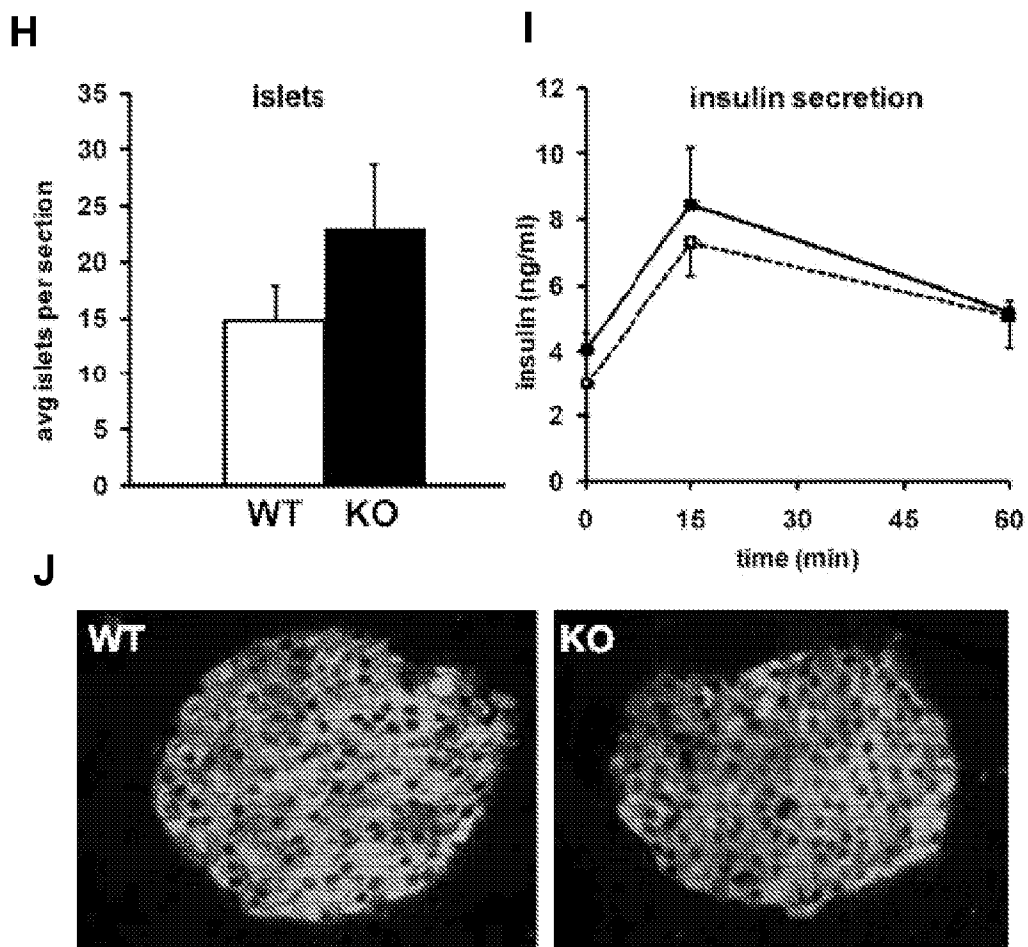 H
islets
avg islets per section
35
30
25
20
15
10
5
0
WT KO
I
insulin secretion
insulin (ng/ml)
12
10
8
6
4
2
0
0 15 30 45 60
time (min)
J
WT
KO